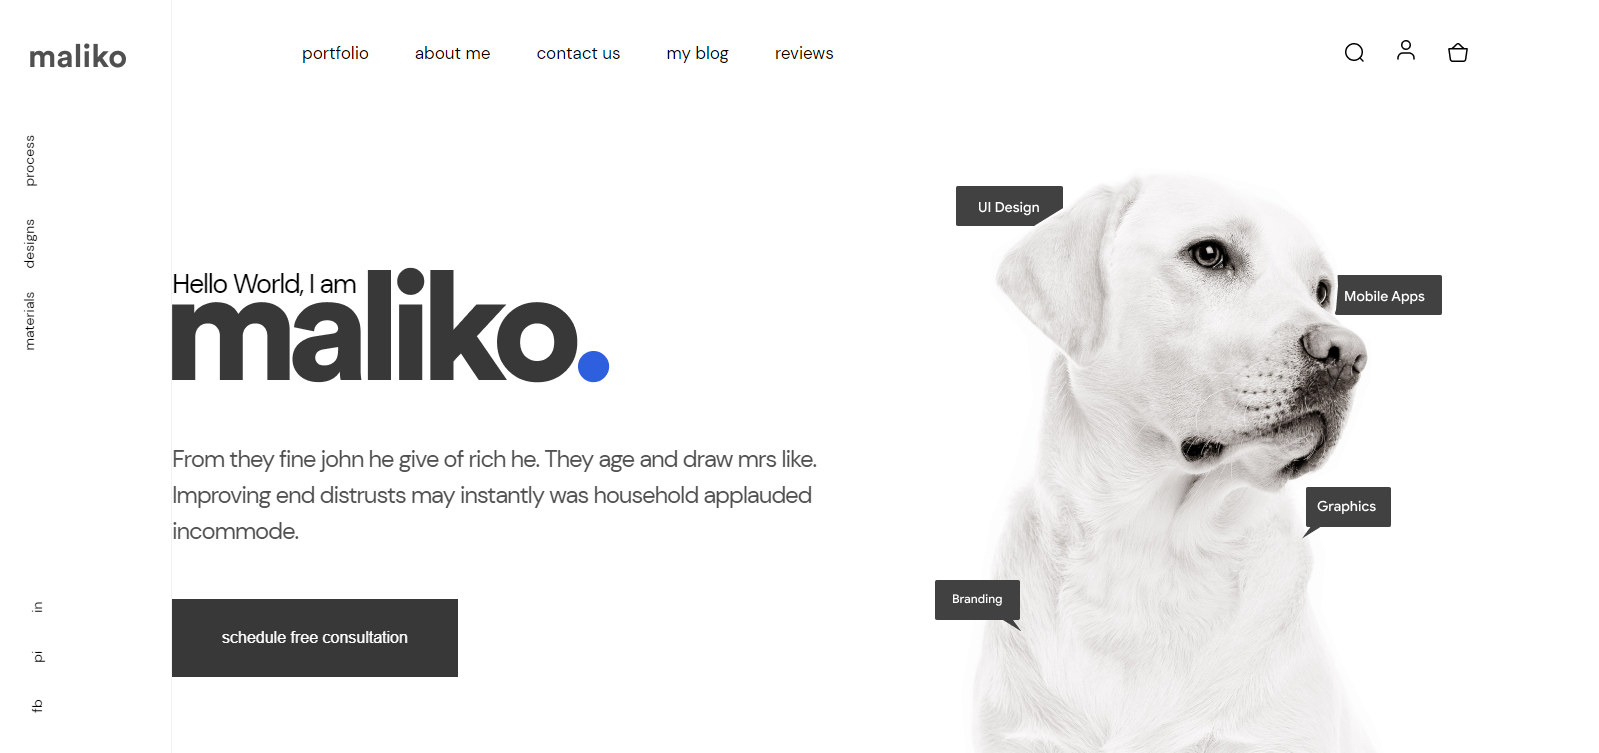 maliko
portfolio
about me
contact us
my blog
reviews
process
designs
materials
in
pi
fb
Hello World, I am
maliko.
From they fine john he give of rich he. They age and draw mrs like.
Improving end distrusts may instantly was household applauded
incommode.
schedule free consultation
UI Design
Mobile Apps
Graphics
Branding